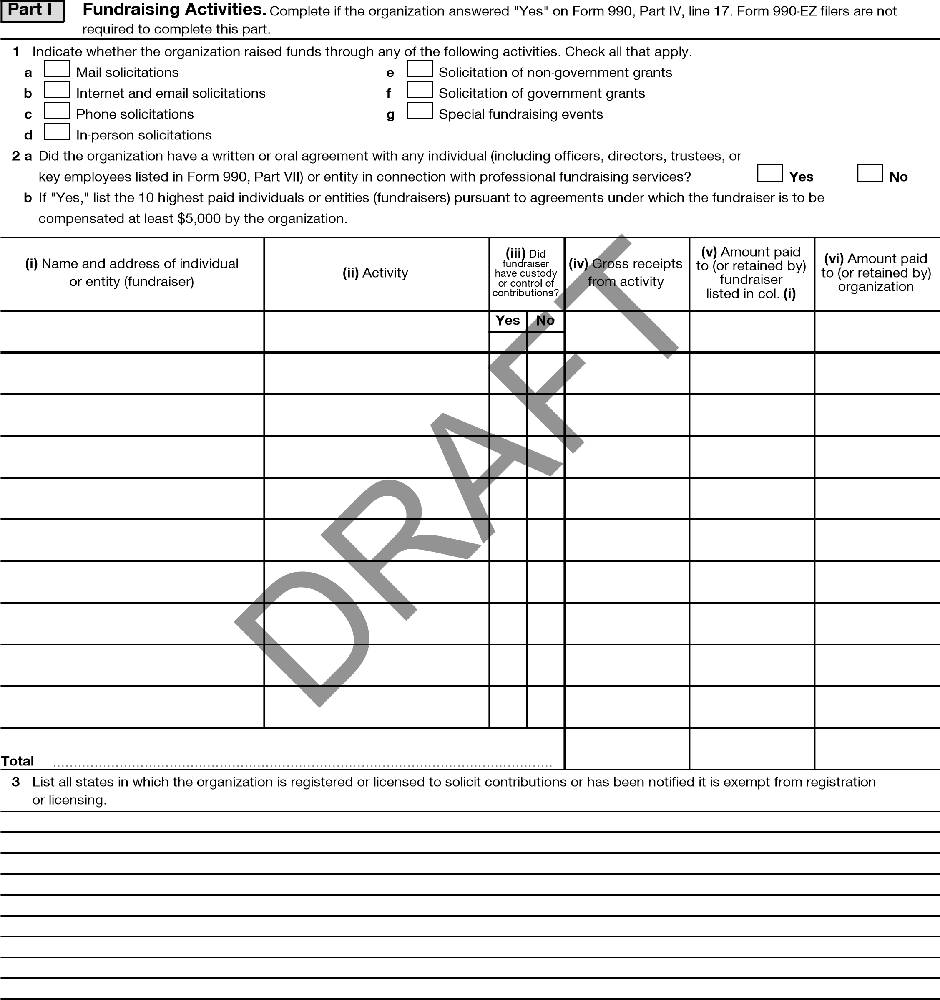 Part I Fundraising Activities. Complete if the organization answered "Yes" on Form 990, Part IV, line 17. Form 990-EZ filers are not
required to complete this part.
1 Indicate whether the organization raised funds through any of the following activities. Check all that apply.
a Mail solicitations e Solicitation of non-government grants
b Internet and email solicitations f Solicitation of government grants
c Phone solicitations g Special fundraising events
d In-person solicitations
2 a Did the organization have a written or oral agreement with any individual (including officers, directors, trustees, or
key employees listed in Form 990, Part VII) or entity in connection with professional fundraising services? Yes No
b If "Yes," list the 10 highest paid individuals or entities (fundraisers) pursuant to agreements under which the fundraiser is to be
compensated at least $5,000 by the organization.
(i) Name and address of individual
or entity (fundraiser)
(ii) Activity
(iii) Did
fundraiser
have custody
or control of
contributions?
(iv) Gross receipts
from activity
(v) Amount paid
to (or retained by)
fundraiser
listed in col. (i)
(vi) Amount paid
to (or retained by)
organization
Yes No
DRAFT
Total
3 List all states in which the organization is registered or licensed to solicit contributions or has been notified it is exempt from registration
or licensing.